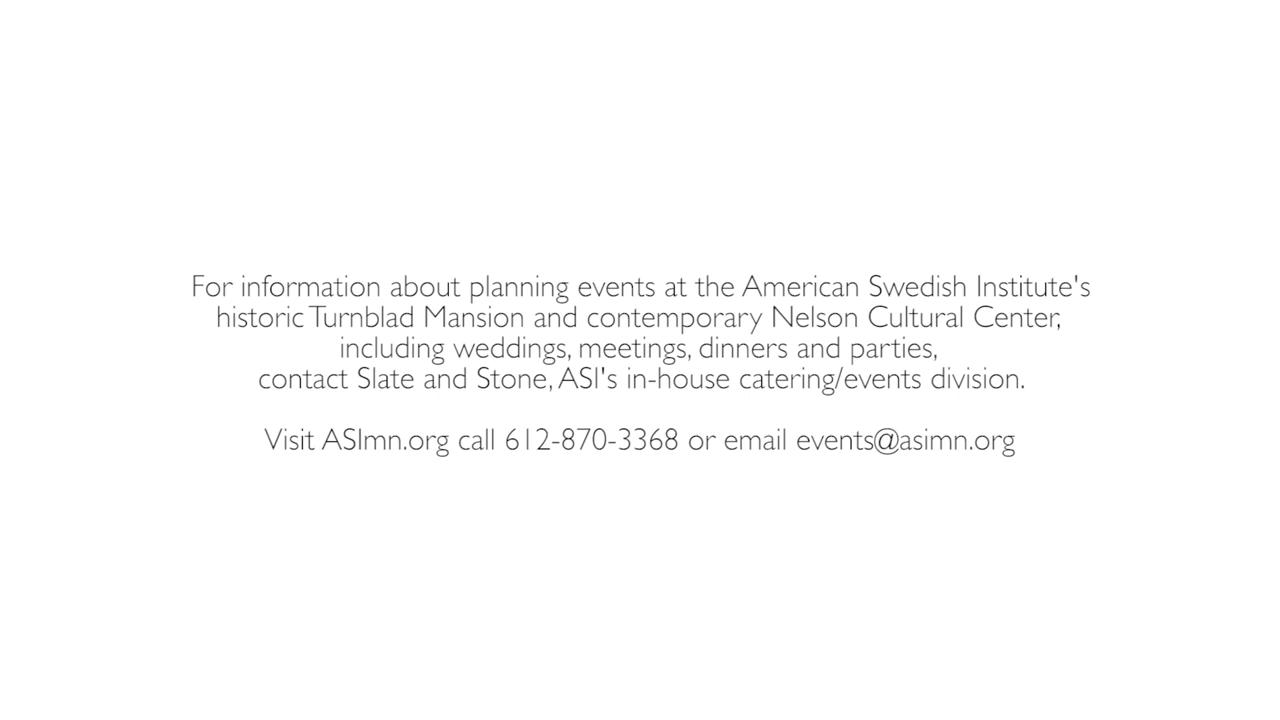 For information about planning events at the American Swedish Institute's
historic Turnblad Mansion and contemporary Nelson Cultural Center,
including weddings, meetings, dinners and parties,
contact Slate and Stone, ASI's in-house catering/events division.
Visit ASImn.org call 612-870-3368 or email events@asimn.org